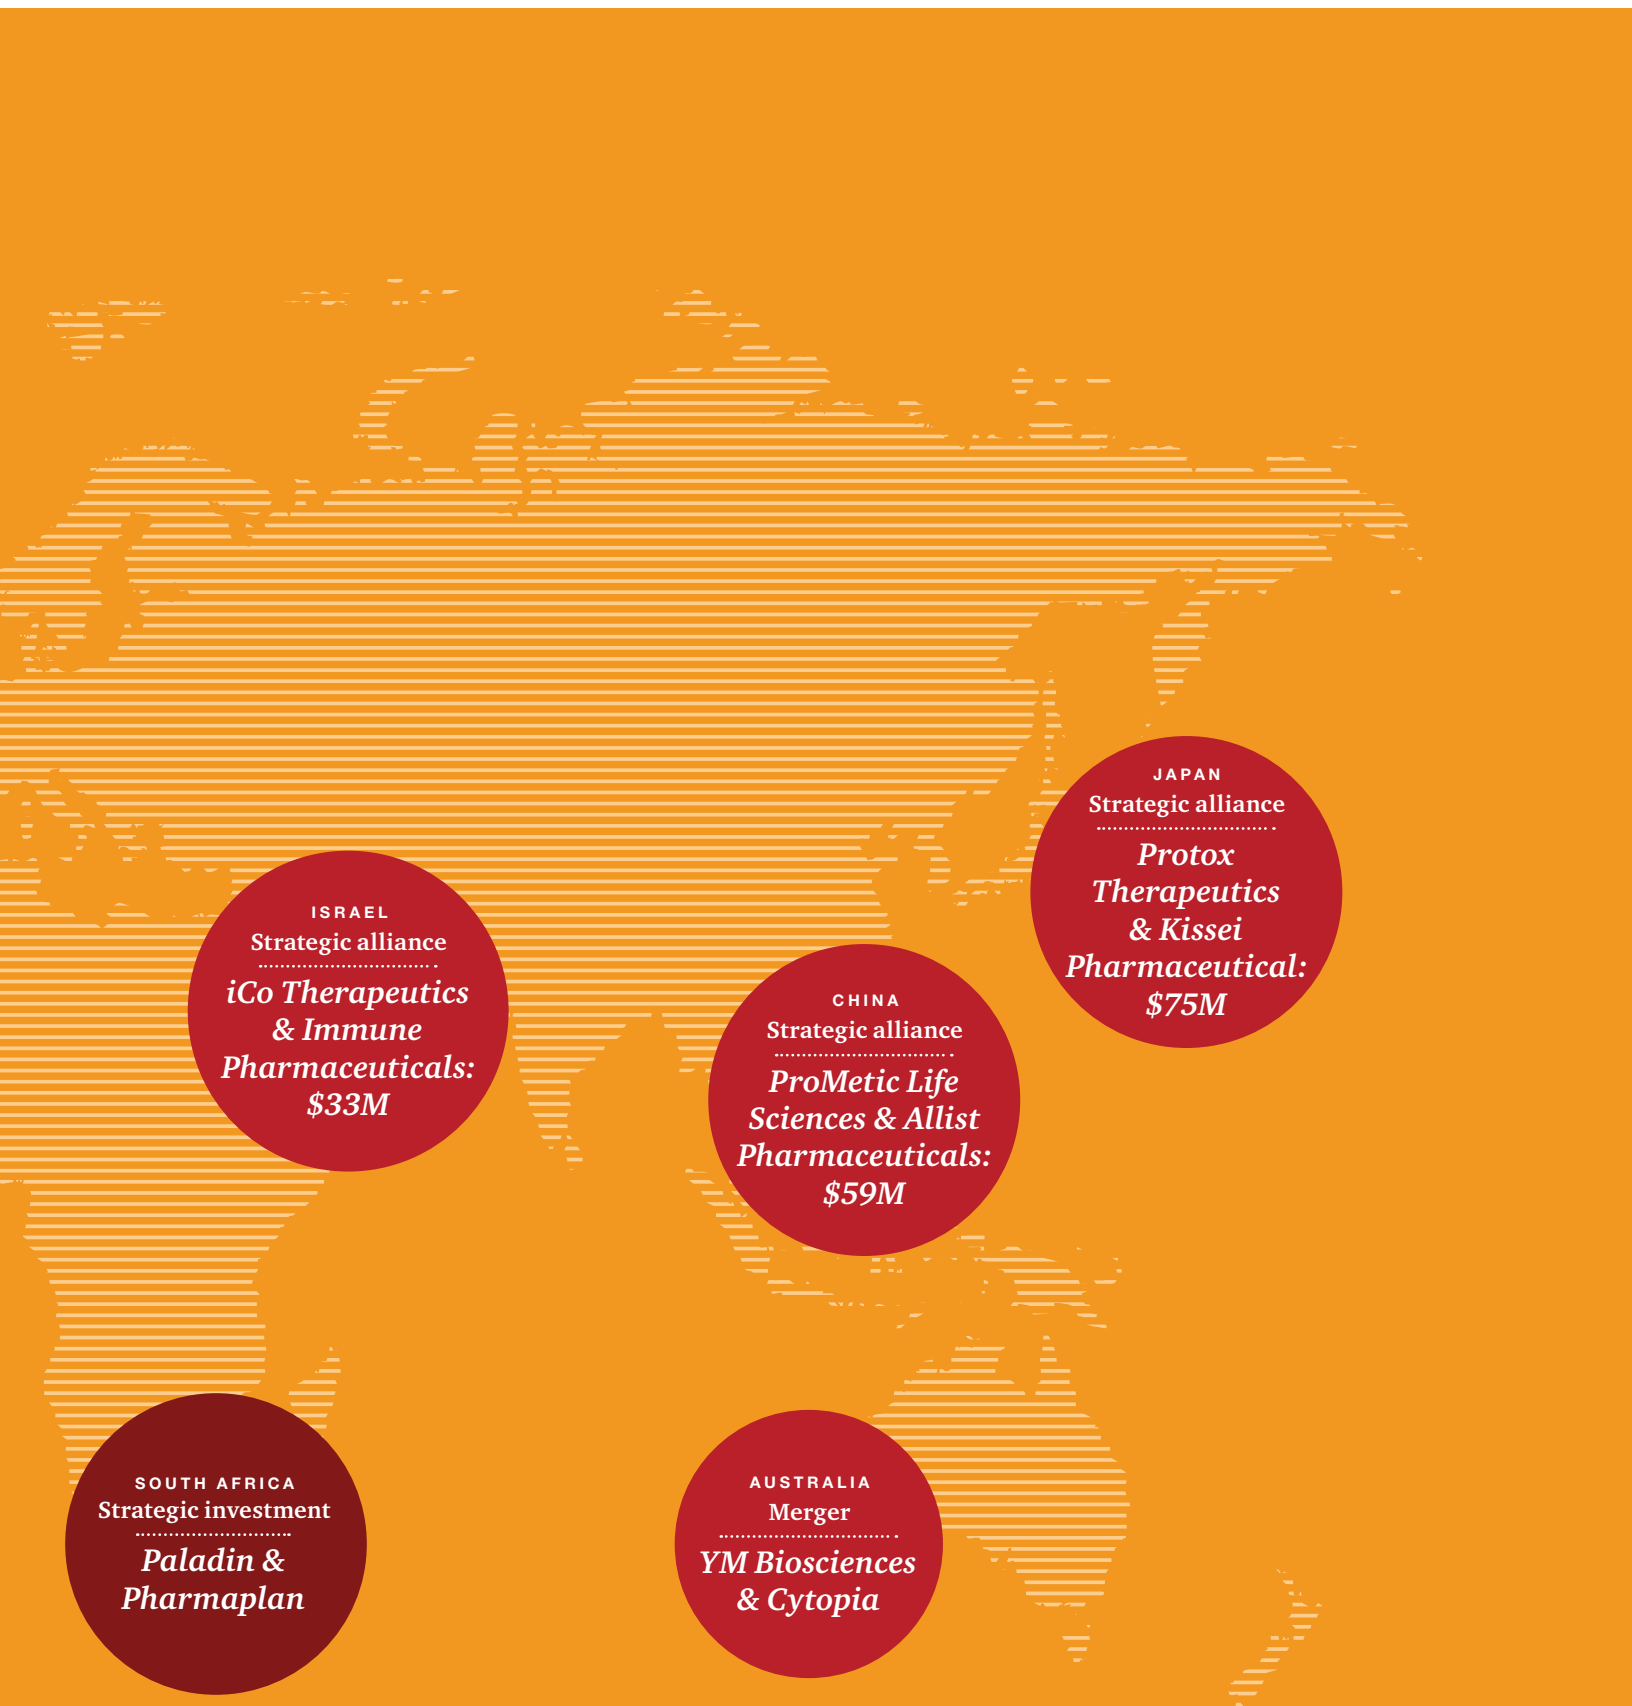 JAPAN
Strategic alliance
Protox
Therapeutics
& Kissei
Pharmaceutical:
$75M
ISRAEL
Strategic alliance
iCo Therapeutics
& Immune
Pharmaceuticals:
$33M
CHINA
Strategic alliance
ProMetic Life
Sciences & Allist
Pharmaceuticals:
$59M
SOUTH AFRICA
Strategic investment
Paladin &
Pharmaplan
AUSTRALIA
Merger
YM Biosciences
& Cytopia